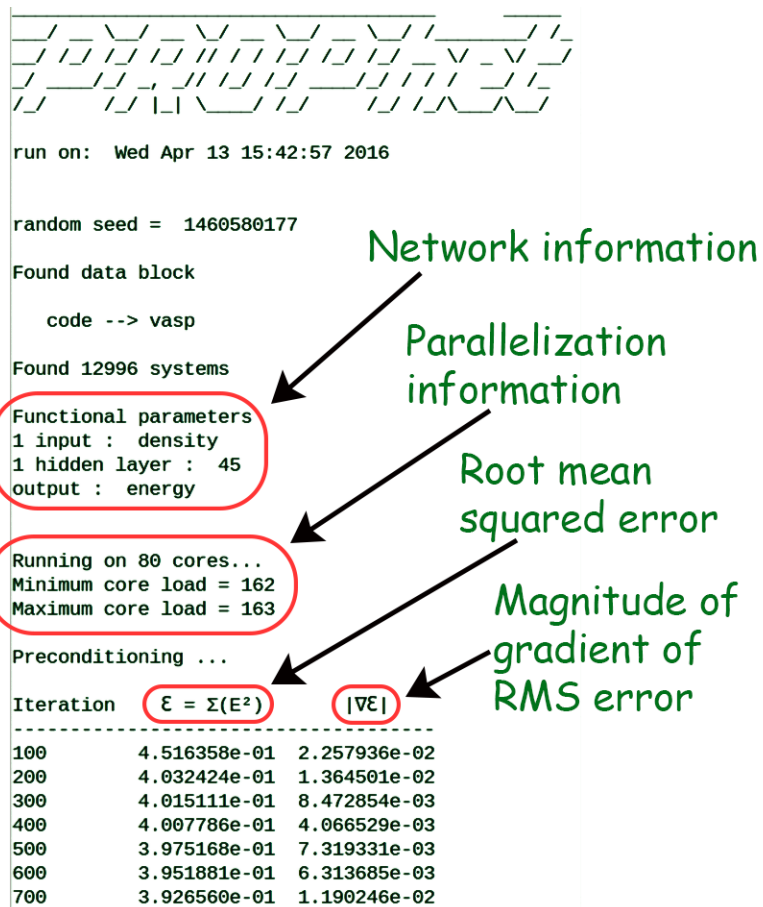 PROPhet
run on:  Wed Apr 13 15:42:57 2016
random seed =  1460580177
Network information
Found data block
code --> vasp
Parallelization
information
Found 12996 systems
Functional parameters
1 input :  density
1 hidden layer :  45
output :  energy
Root mean
squared error
Running on 80 cores...
Minimum core load = 162
Maximum core load = 163
Magnitude of
gradient of
RMS error
Preconditioning ...
Iteration    Ɛ = Σ(E²)    |∇Ɛ|
-------------------------------------
100    4.516358e-01  2.257936e-02
200    4.032424e-01  1.364501e-02
300    4.015111e-01  8.472854e-03
400    4.007786e-01  4.066529e-03
500    3.975168e-01  7.319331e-03
600    3.951881e-01  6.313685e-03
700    3.926560e-01  1.190246e-02